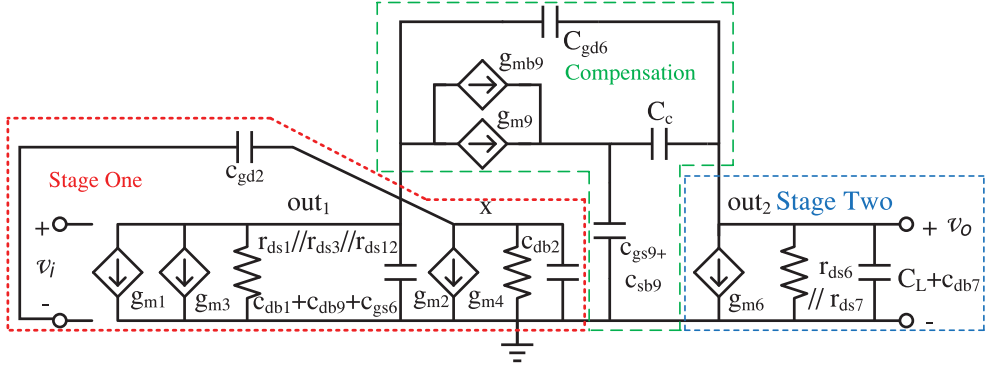 C_gd6
g_mb9
Compensation
g_m9
C_c
c_gd2
Stage One
out_1
x
out_2 Stage Two
+
v_i
-
g_m1
g_m3
r_ds1//r_ds3//r_ds12
c_db1+c_db9+c_gs6
g_m2
g_m4
c_db2
c_gs9+
c_sb9
g_m6
r_ds6
// r_ds7
C_L+c_db7
+ v_o
-